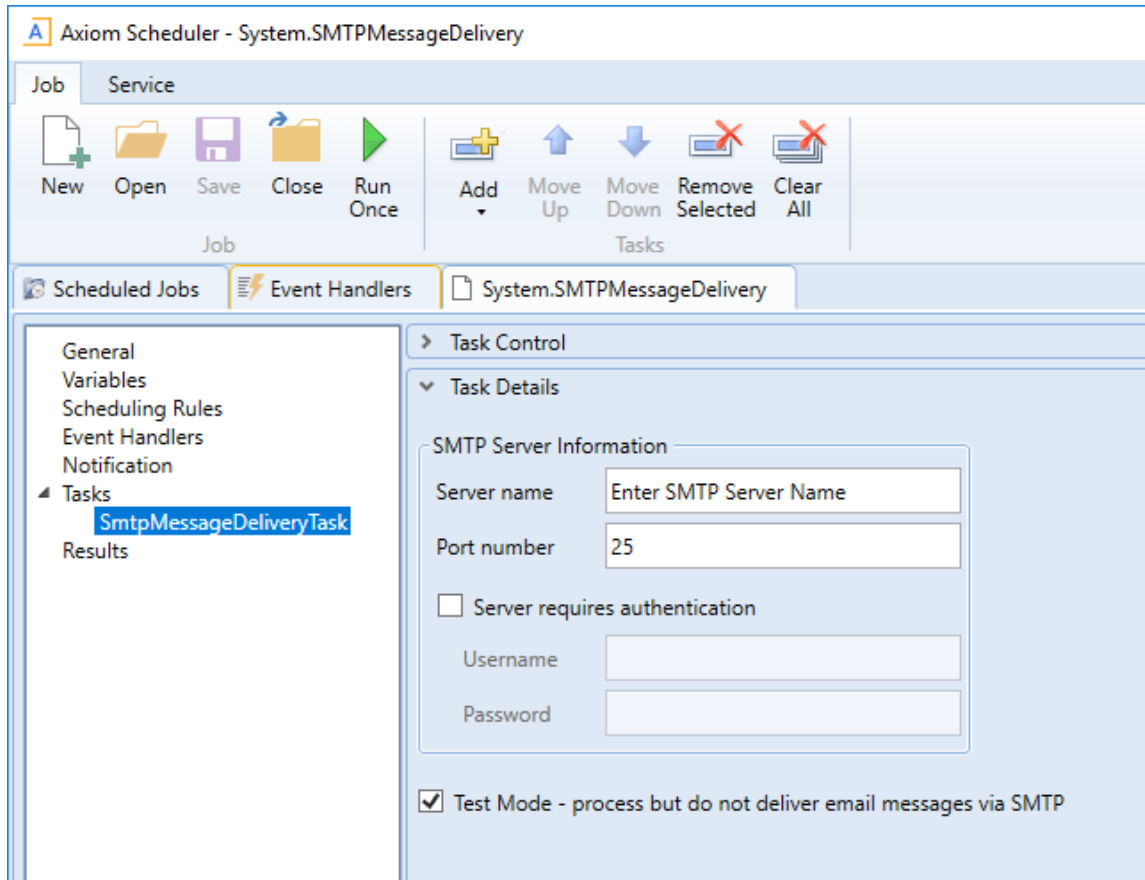 A Axiom Scheduler - System.SMTPMessageDelivery
Job Service
New Open Save Close Run Once
Add Move Up Move Down Remove Selected Clear All
Job Tasks
Scheduled Jobs Event Handlers System.SMTPMessageDelivery
General
Variables
Scheduling Rules
Event Handlers
Notification
Tasks
SmtpMessageDeliveryTask
Results
Task Control
Task Details
SMTP Server Information
Server name Enter SMTP Server Name
Port number 25
Server requires authentication
Username
Password
Test Mode - process but do not deliver email messages via SMTP